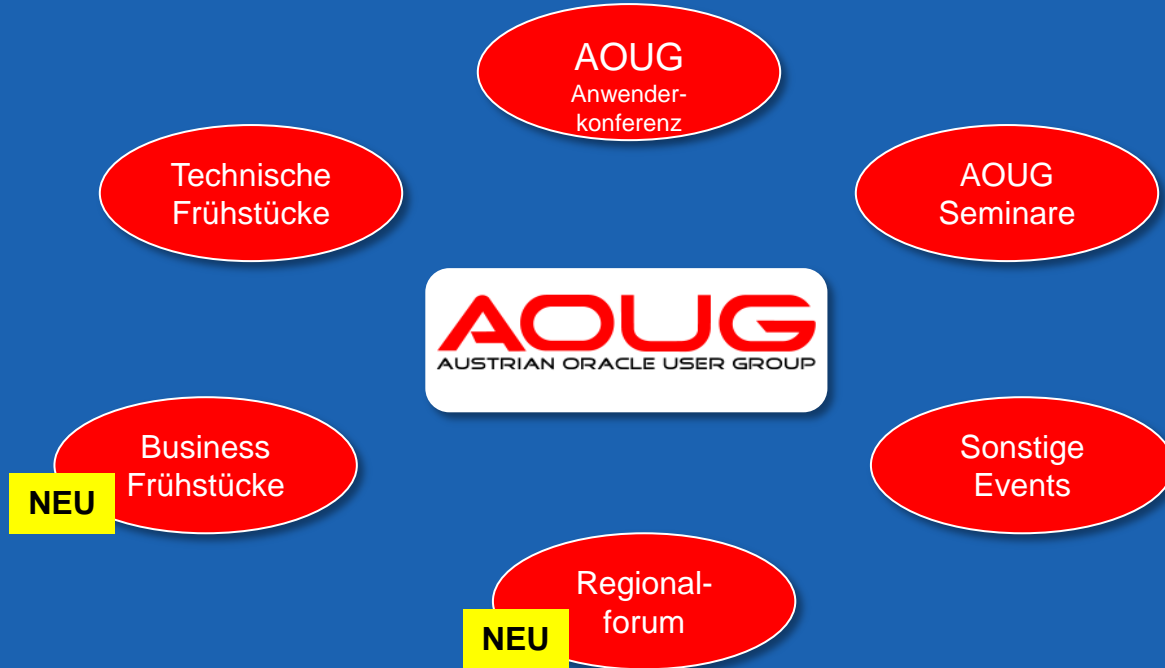 AOUG
Anwender-
konferenz
Technische
Frühstücke
AOUG
Seminare
AOUG
AUSTRIAN ORACLE USER GROUP
Business
Frühstücke
NEU
Sonstige
Events
Regional-
forum
NEU